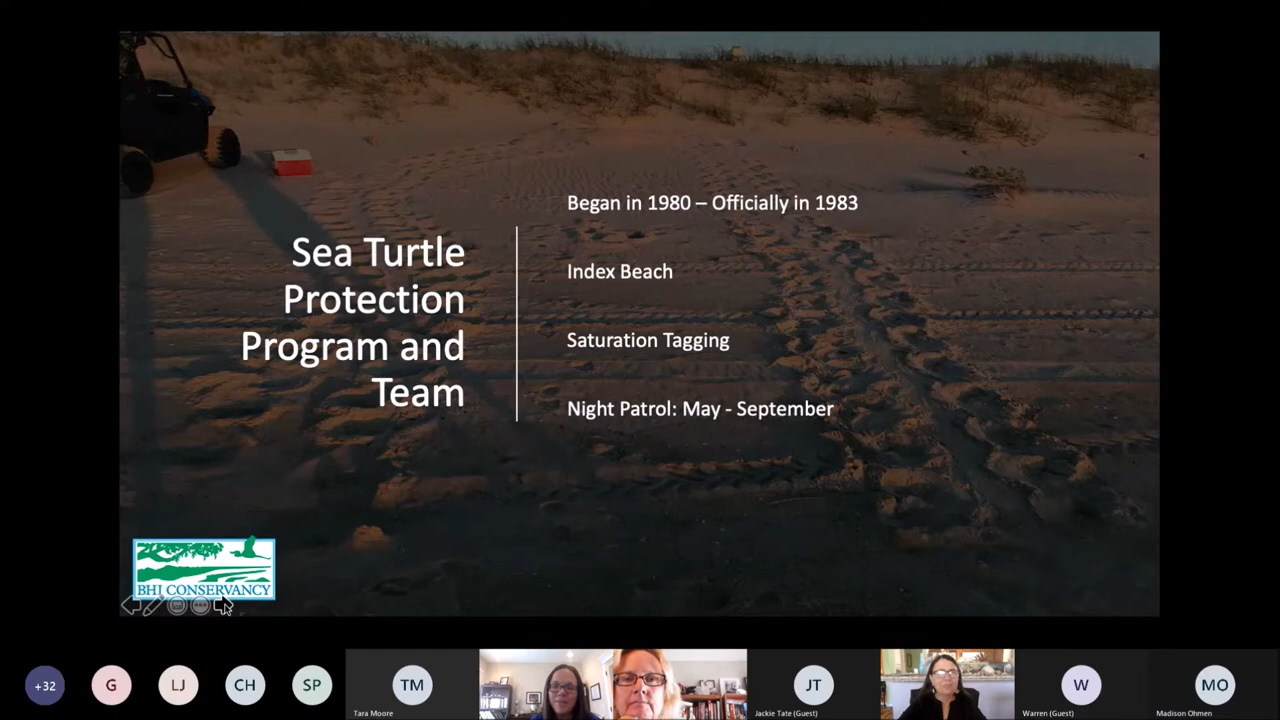 Sea Turtle
Protection
Program and
Team
Began in 1980 – Officially in 1983
Index Beach
Saturation Tagging
Night Patrol: May - September
BHI CONSERVANCY
+32
G
LJ
CH
SP
TM
Tara Moore
JT
Jackie Tate (Guest)
W
Warren (Guest)
MO
Madison Ohmen